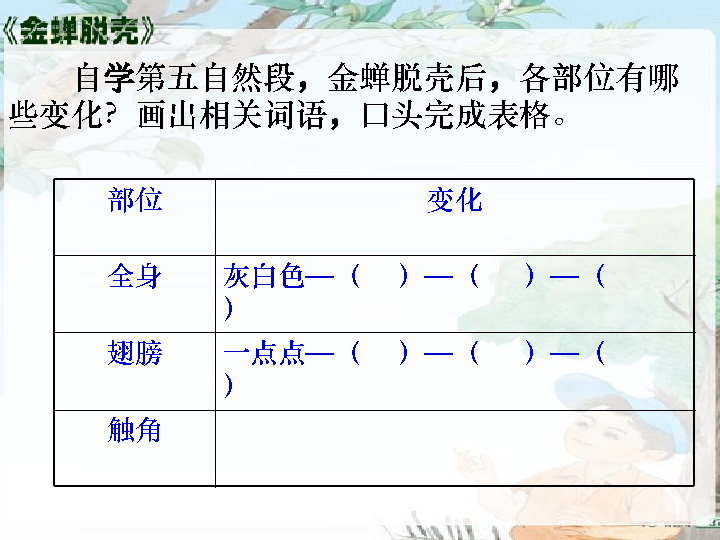 《金蝉脱壳》
自学第五自然段，金蝉脱壳后，各部位有哪
些变化？画出相关词语，口头完成表格。
部位 变化
全身 灰白色—（ ）—（ ）—（
）
翅膀 一点点—（ ）—（ ）—（
）
触角